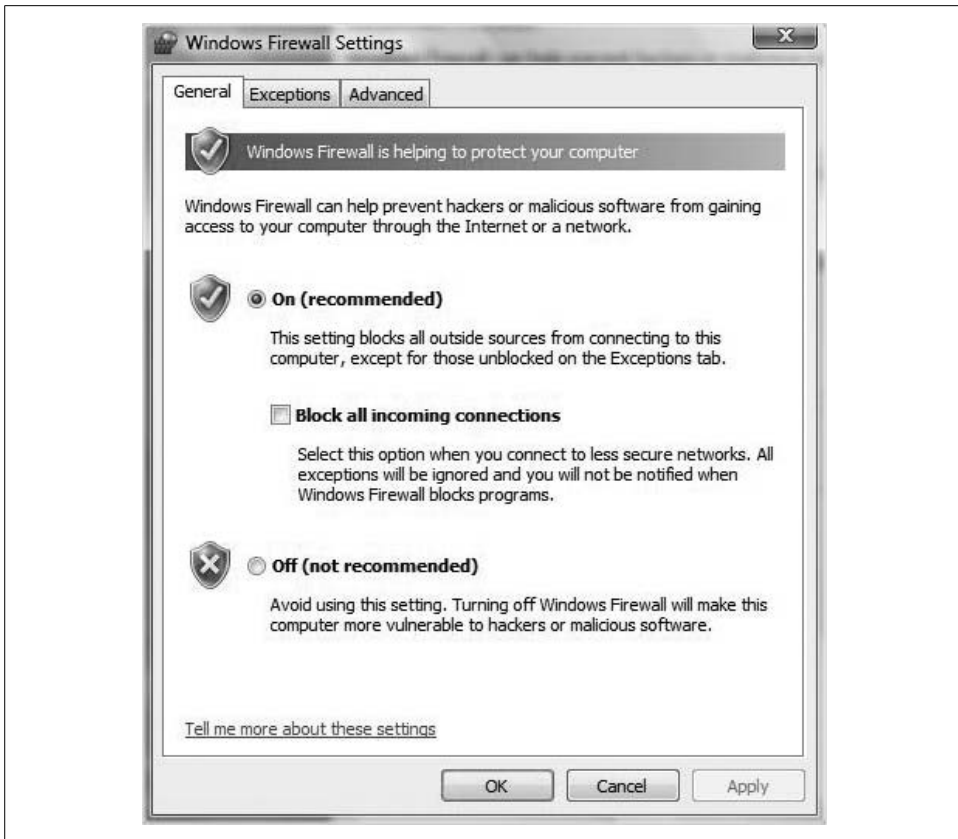 Windows Firewall Settings
General
Exceptions
Advanced
Windows Firewall is helping to protect your computer
Windows Firewall can help prevent hackers or malicious software from gaining
access to your computer through the Internet or a network.
On (recommended)
This setting blocks all outside sources from connecting to this
computer, except for those unblocked on the Exceptions tab.
Block all incoming connections
Select this option when you connect to less secure networks. All
exceptions will be ignored and you will not be notified when
Windows Firewall blocks programs.
Off (not recommended)
Avoid using this setting. Turning off Windows Firewall will make this
computer more vulnerable to hackers or malicious software.
Tell me more about these settings
OK
Cancel
Apply